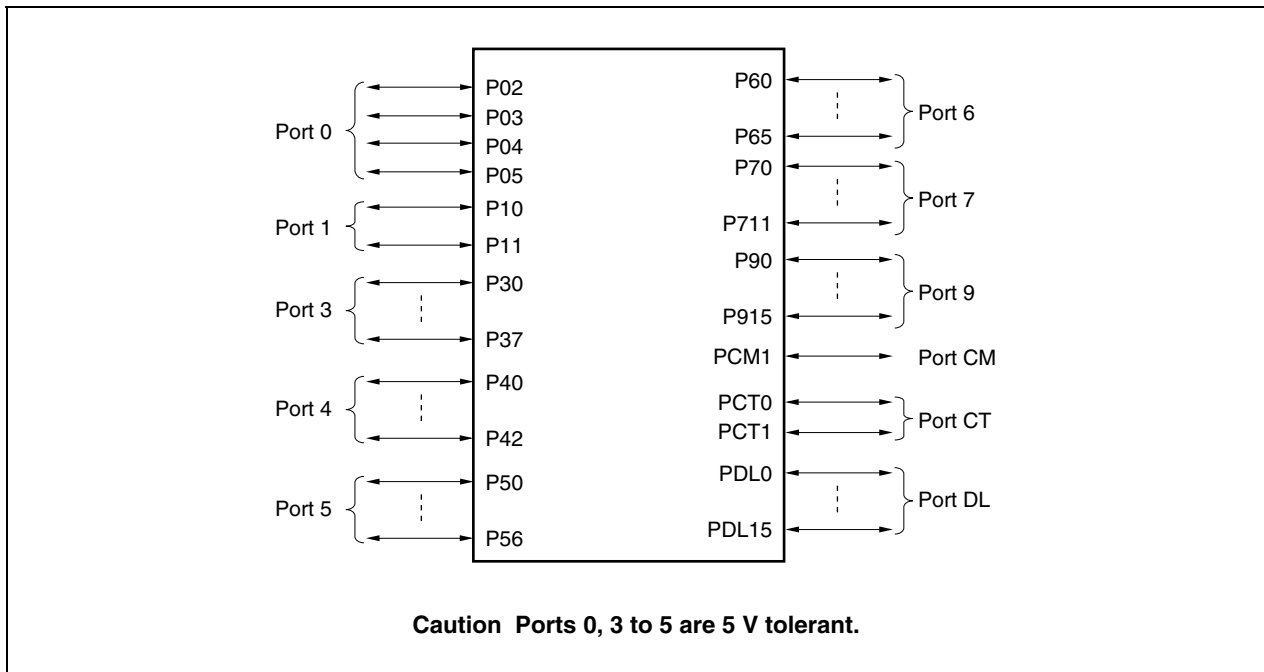 Port 0
P02
P03
P04
P05
Port 1
P10
P11
Port 3
P30
P37
Port 4
P40
P42
Port 5
P50
P56
P60
P65
Port 6
P70
P711
Port 7
P90
P915
Port 9
PCM1
Port CM
PCT0
PCT1
Port CT
PDL0
PDL15
Port DL
Caution Ports 0, 3 to 5 are 5 V tolerant.